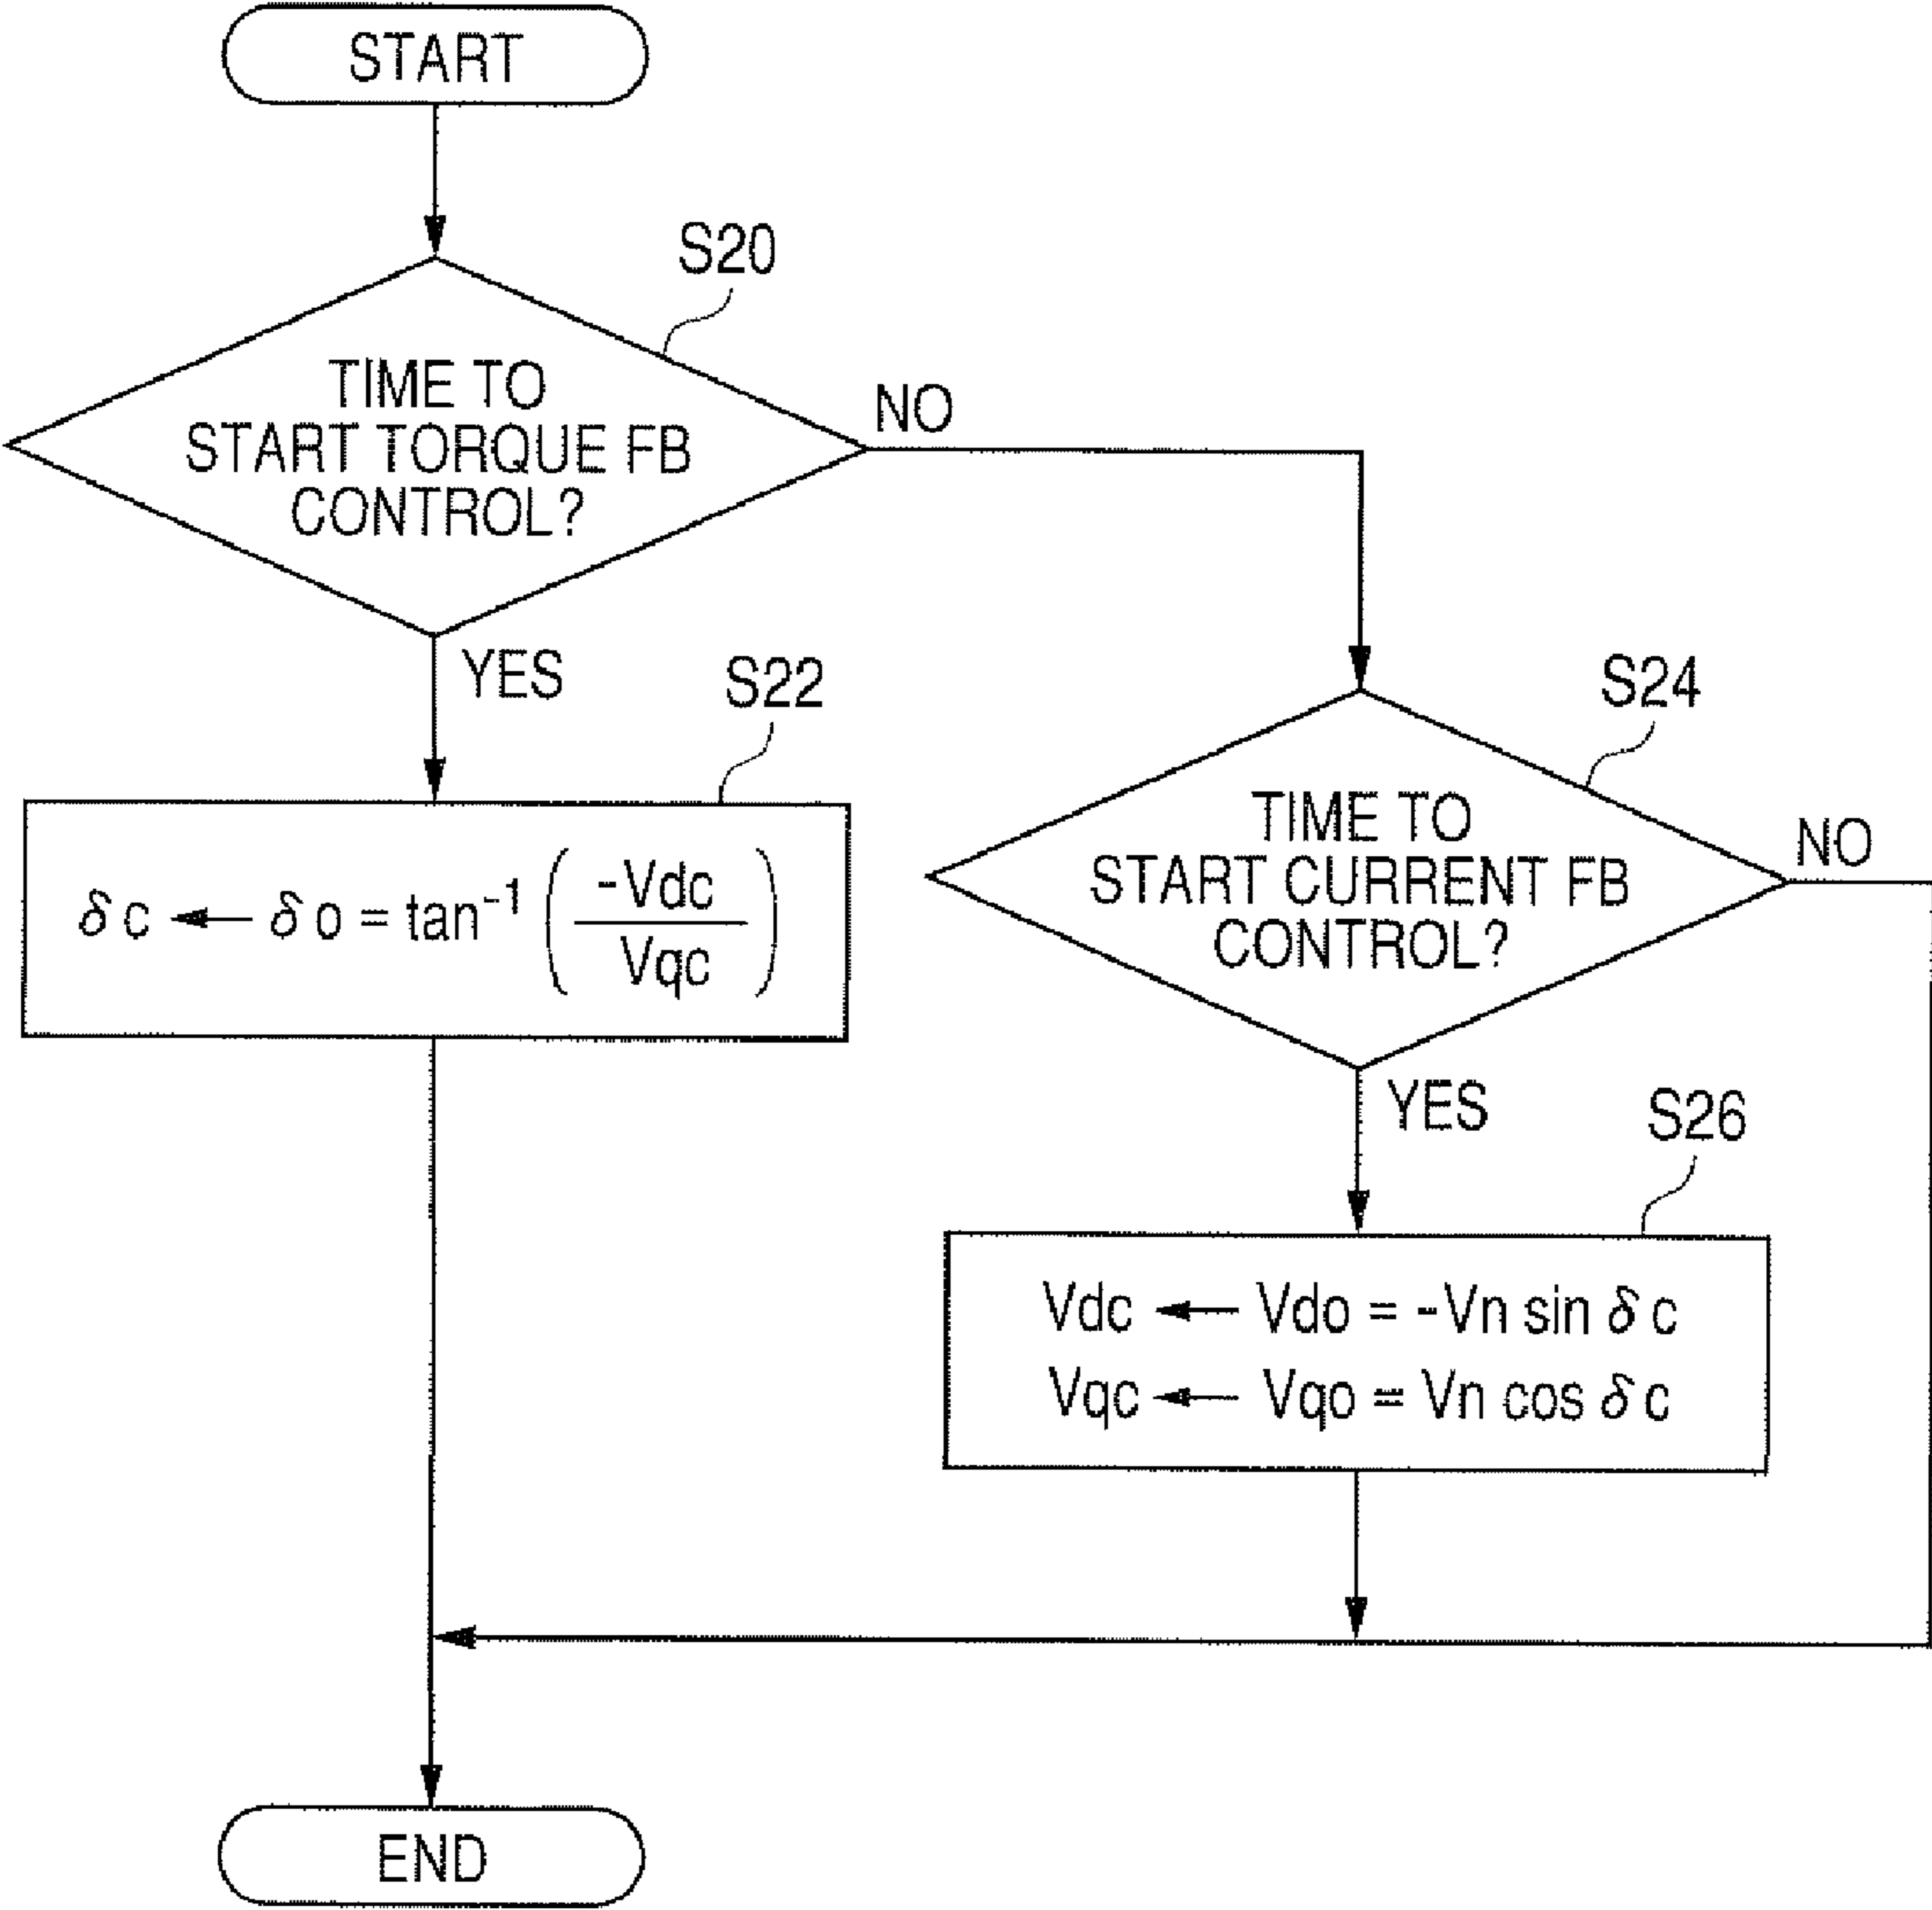 START
S20
TIME TO
START TORQUE FB
CONTROL?
NO
YES
S22
δc ← δo = tan⁻¹ ( -Vdc / Vqc )
S24
TIME TO
START CURRENT FB
CONTROL?
NO
YES
S26
Vdc ← Vdo = -Vn sin δc
Vqc ← Vqo = Vn cos δc
END